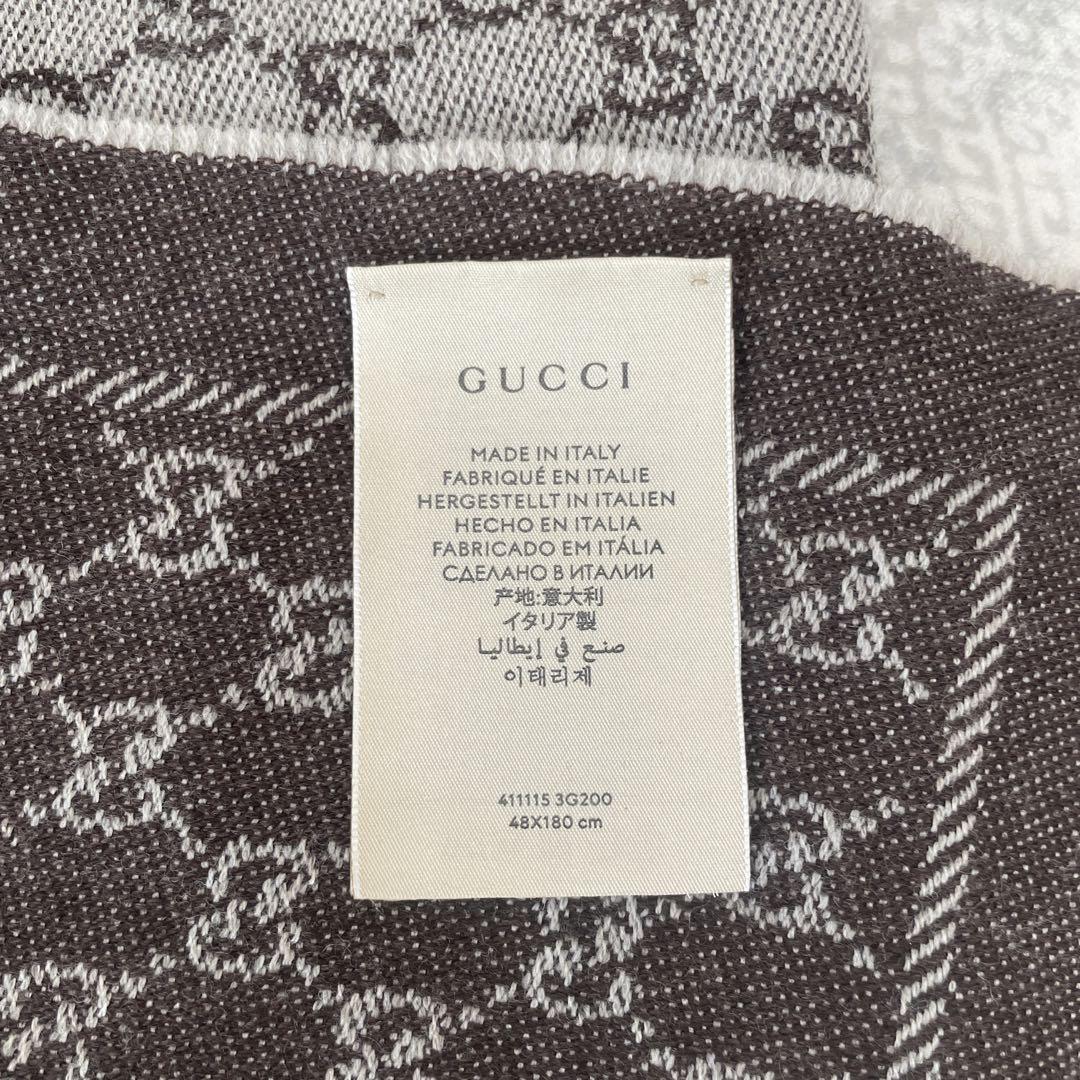 GUCCI
MADE IN ITALY
FABRIQUÉ EN ITALIE
HERGESTELLT IN ITALIEN
HECHO EN ITALIA
FABRICADO EM ITÁLIA
СДЕЛАНО В ИТАЛИИ
产地:意大利
イタリア製
صنع في إيطاليا
이태리제
411115 3G200
48X180 cm